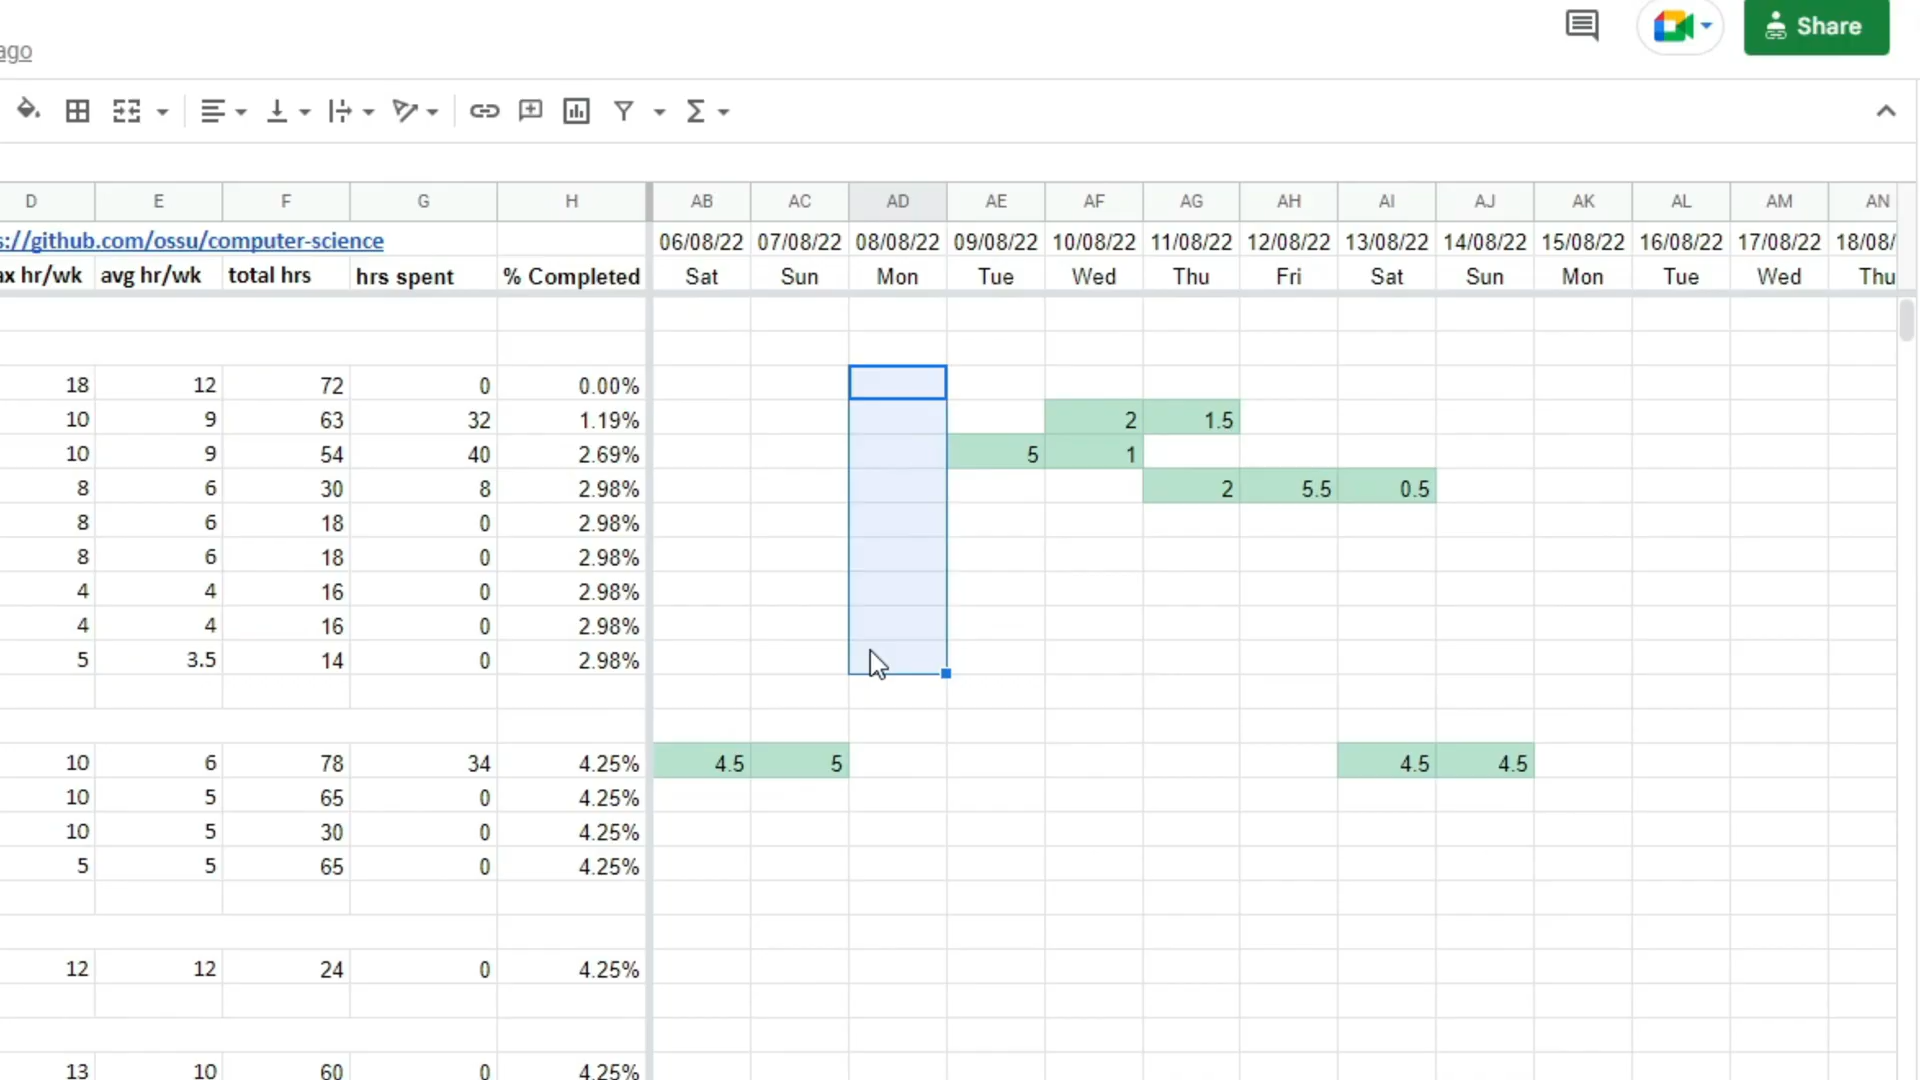 Share
ago
D E F G H AB AC AD AE AF AG AH AI AJ AK AL AM AN
s://github.com/ossu/computer-science 06/08/22 07/08/22 08/08/22 09/08/22 10/08/22 11/08/22 12/08/22 13/08/22 14/08/22 15/08/22 16/08/22 17/08/22 18/08/
ax hr/wk avg hr/wk total hrs hrs spent % Completed Sat Sun Mon Tue Wed Thu Fri Sat Sun Mon Tue Wed Thu
18 12 72 0 0.00%
10 9 63 32 1.19% 2 1.5
10 9 54 40 2.69% 5 1
8 6 30 8 2.98% 2 5.5 0.5
8 6 18 0 2.98%
8 6 18 0 2.98%
4 4 16 0 2.98%
4 4 16 0 2.98%
5 3.5 14 0 2.98%
10 6 78 34 4.25% 4.5 5 4.5 4.5
10 5 65 0 4.25%
10 5 30 0 4.25%
5 5 65 0 4.25%
12 12 24 0 4.25%
13 10 60 0 4.25%